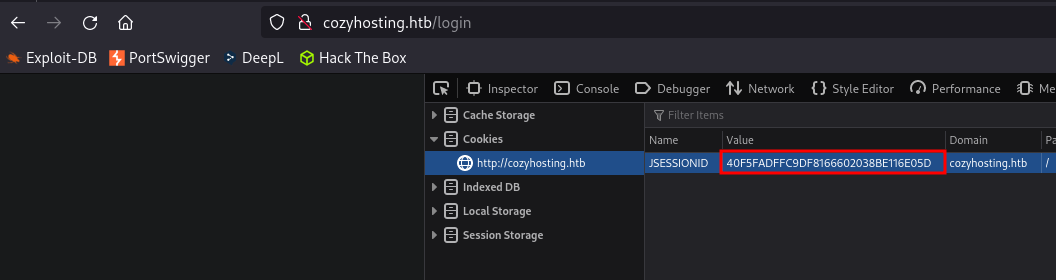 cozyhosting.htb/login
Exploit-DB PortSwigger DeepL Hack The Box
Inspector Console Debugger Network Style Editor Performance Me
Cache Storage
Filter Items
Cookies
Name Value Domain Pa
http://cozyhosting.htb
JSESSIONID 40F5FADFFC9DF8166602038BE116E05D cozyhosting.htb /
Indexed DB
Local Storage
Session Storage